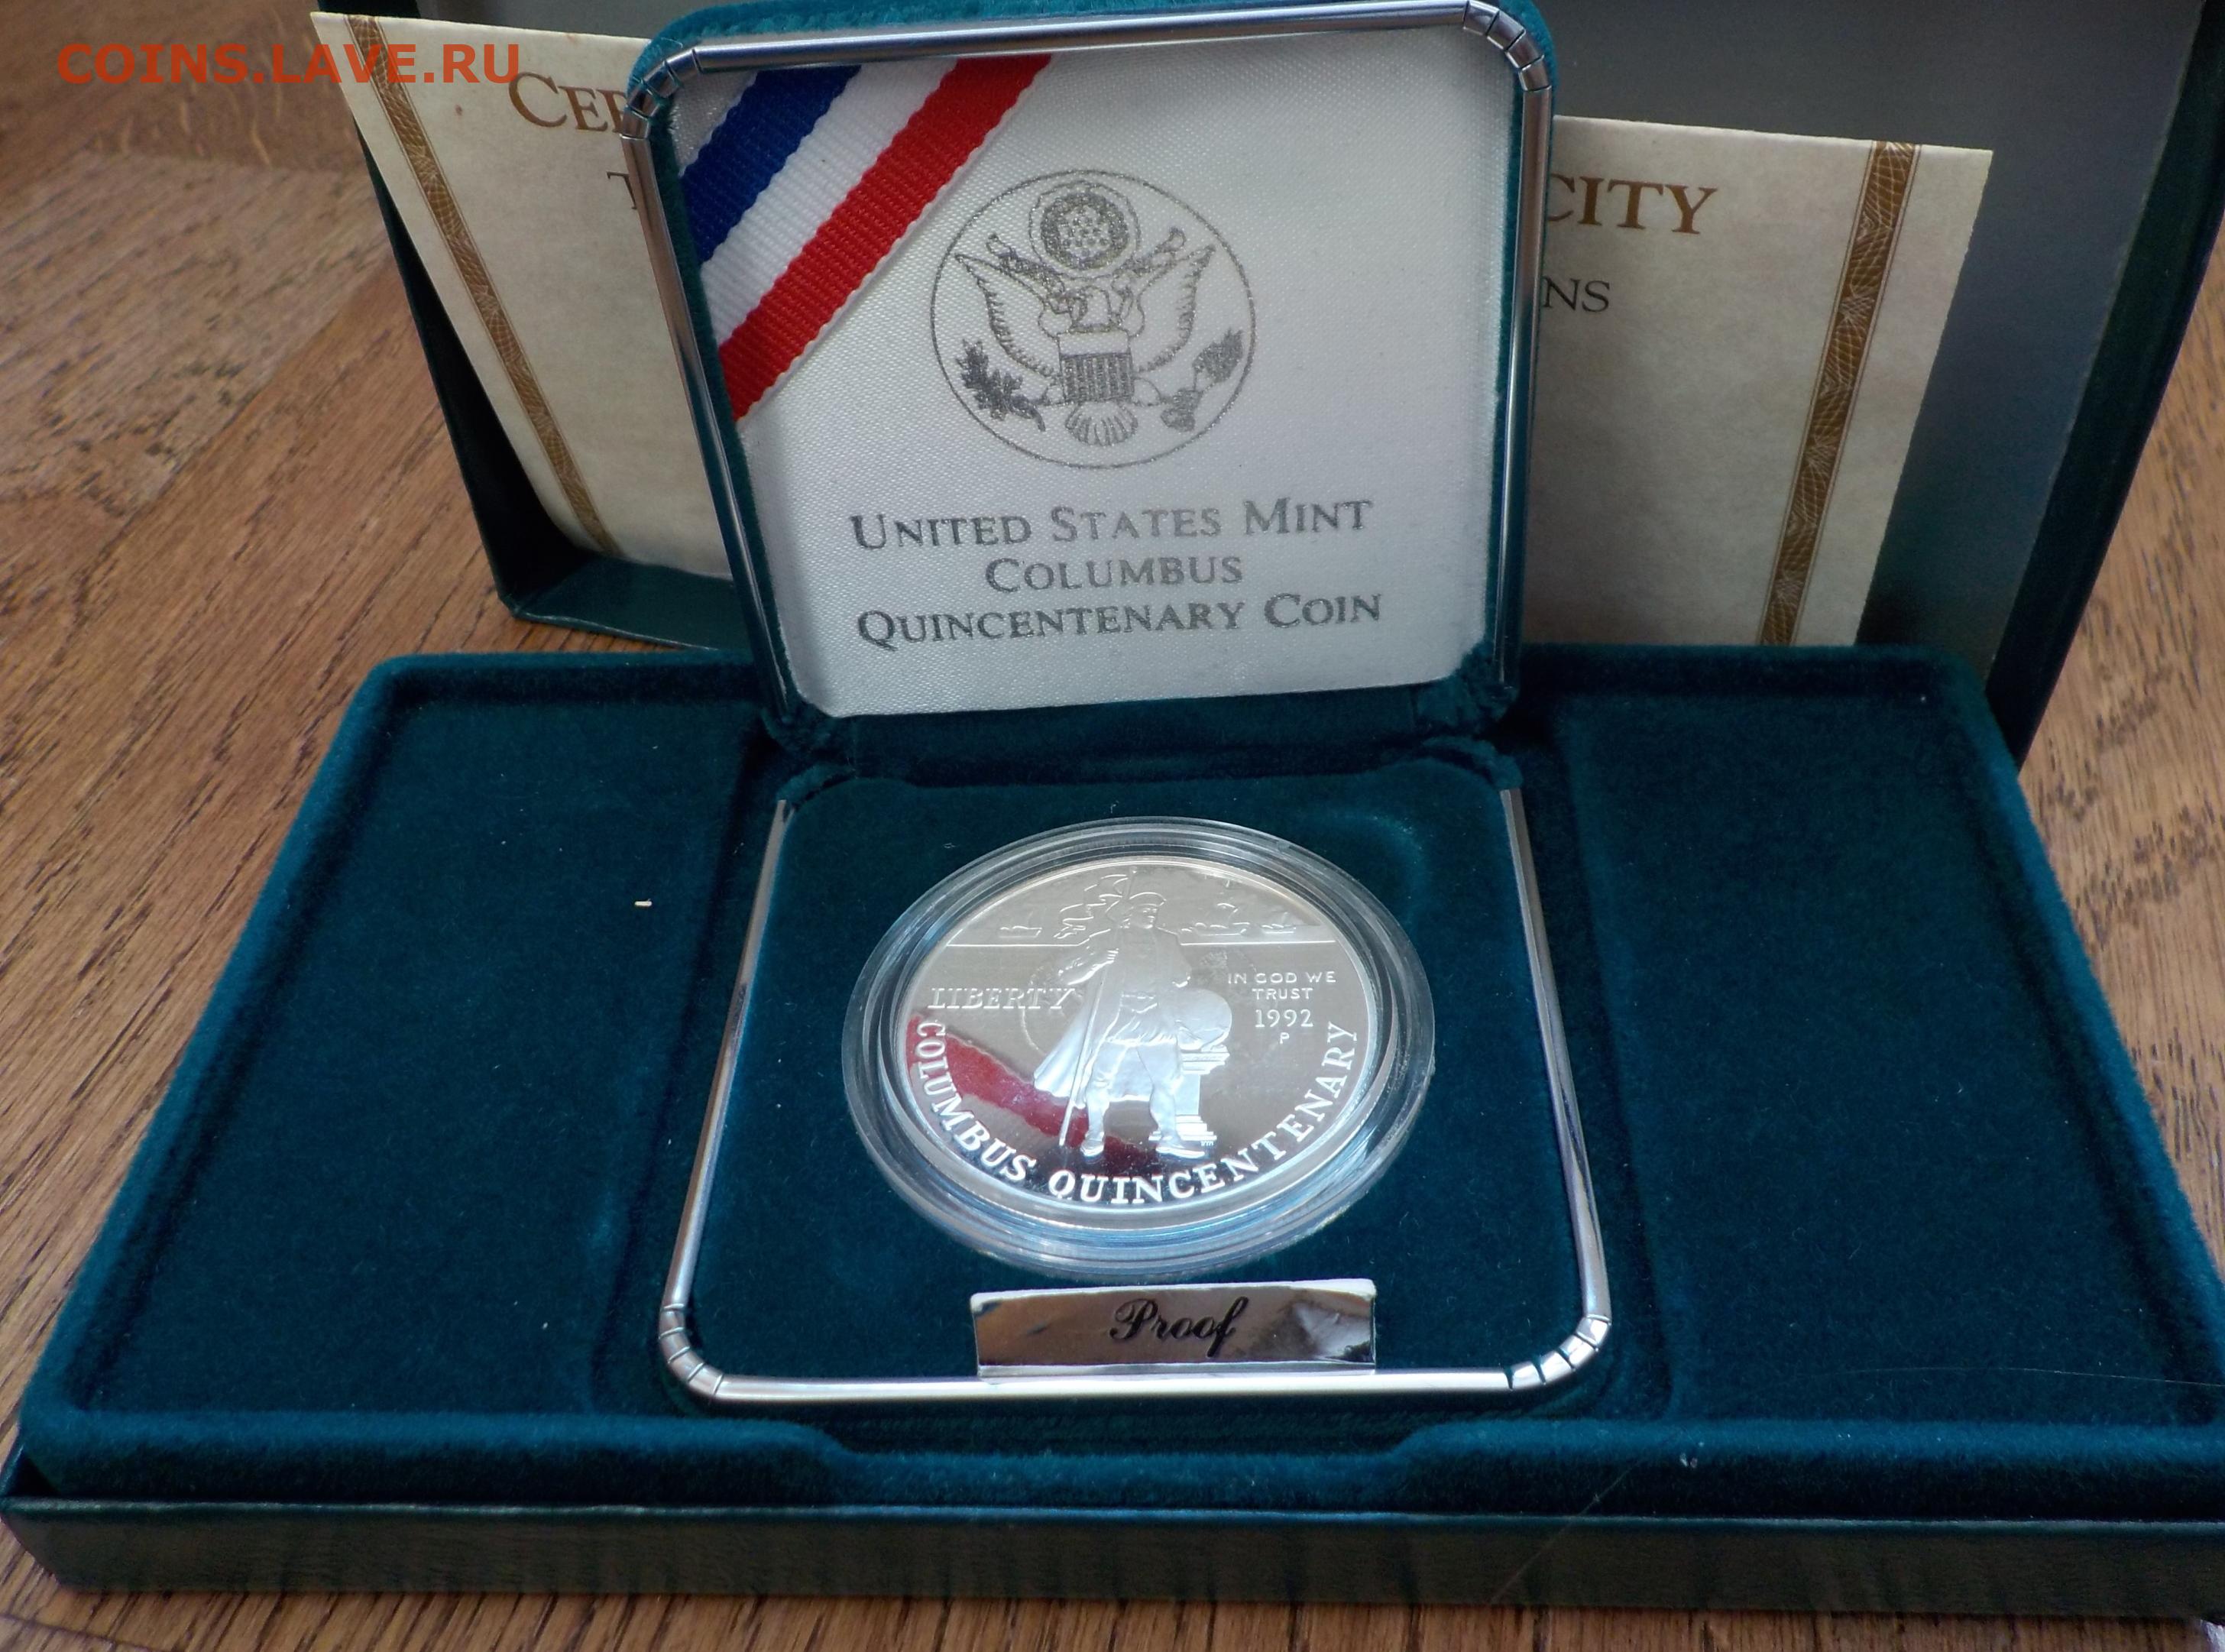 COINS.LAVE.RU
CITY
NS
UNITED STATES MINT
COLUMBUS
QUINCENTENARY COIN
LIBERTY
IN GOD WE
TRUST
1992
P
COLUMBUS QUINCENTENARY
Proof